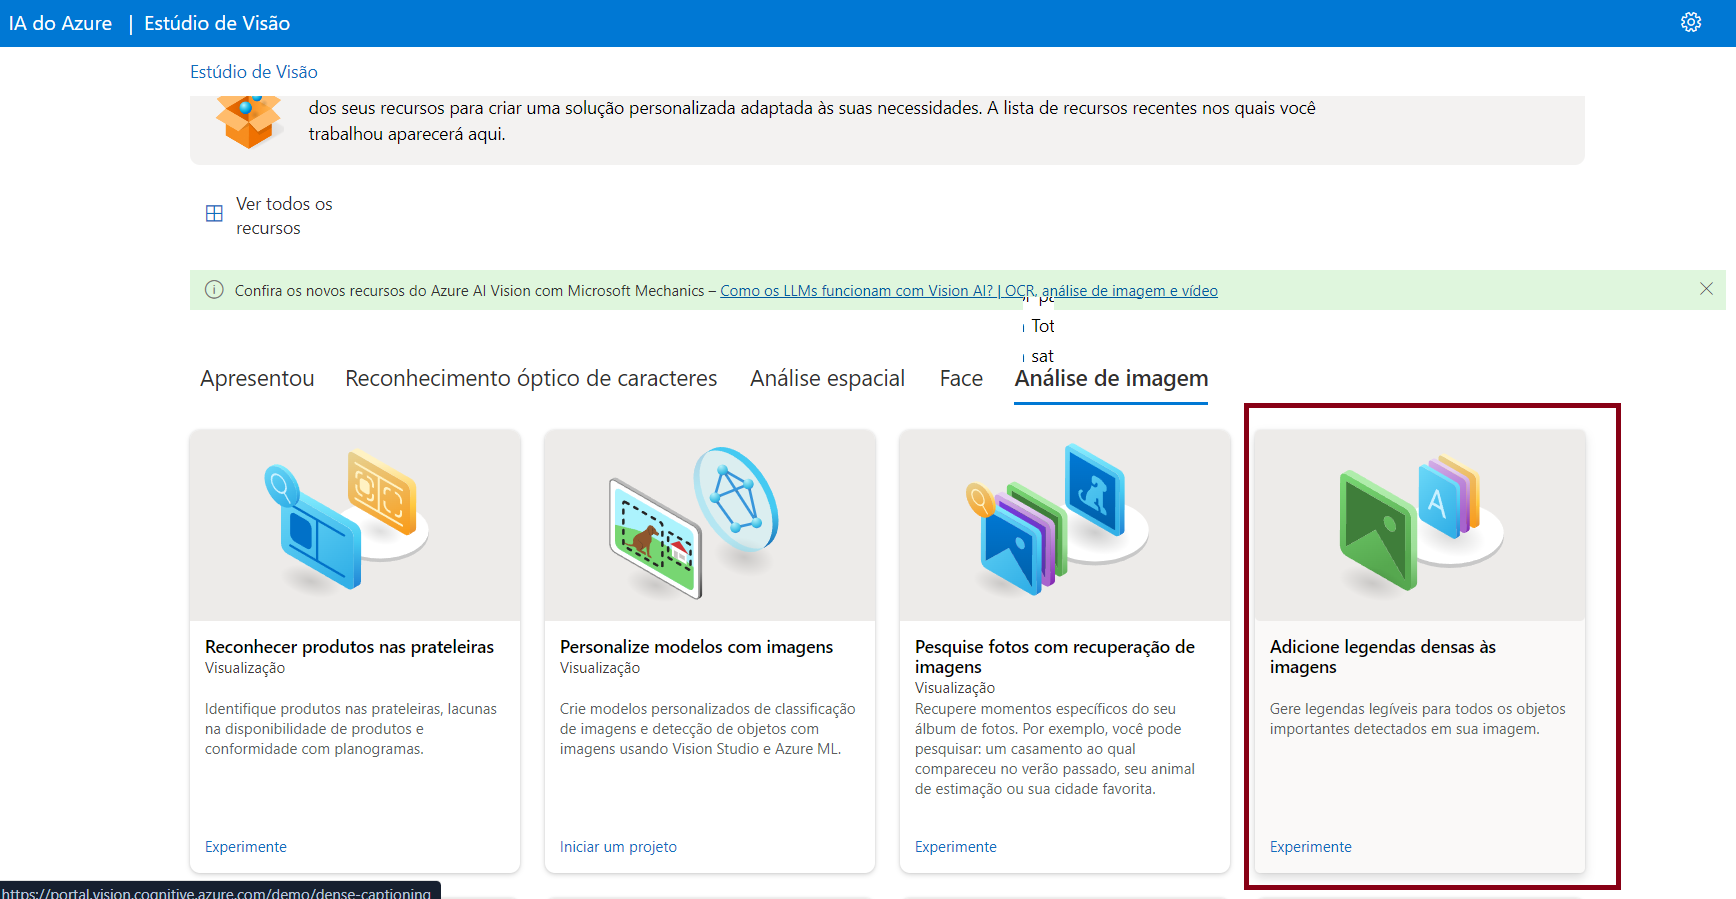 IA do Azure | Estúdio de Visão
Estúdio de Visão
dos seus recursos para criar uma solução personalizada adaptada às suas necessidades. A lista de recursos recentes nos quais você
trabalhou aparecerá aqui.
Ver todos os
recursos
Confira os novos recursos do Azure AI Vision com Microsoft Mechanics – Como os LLMs funcionam com Vision AI? | OCR, análise de imagem e vídeo
Tot
sat
Apresentou
Reconhecimento óptico de caracteres
Análise espacial
Face
Análise de imagem
Reconhecer produtos nas prateleiras
Visualização
Identifique produtos nas prateleiras, lacunas
na disponibilidade de produtos e
conformidade com planogramas.
Experimente
Personalize modelos com imagens
Visualização
Crie modelos personalizados de classificação
de imagens e detecção de objetos com
imagens usando Vision Studio e Azure ML.
Iniciar um projeto
Pesquise fotos com recuperação de
imagens
Visualização
Recupere momentos específicos do seu
álbum de fotos. Por exemplo, você pode
pesquisar: um casamento ao qual
compareceu no verão passado, seu animal
de estimação ou sua cidade favorita.
Experimente
A
Adicione legendas densas às
imagens
Gere legendas legíveis para todos os objetos
importantes detectados em sua imagem.
Experimente
https://portal.vision.cognitive.azure.com/demo/dense-captioning